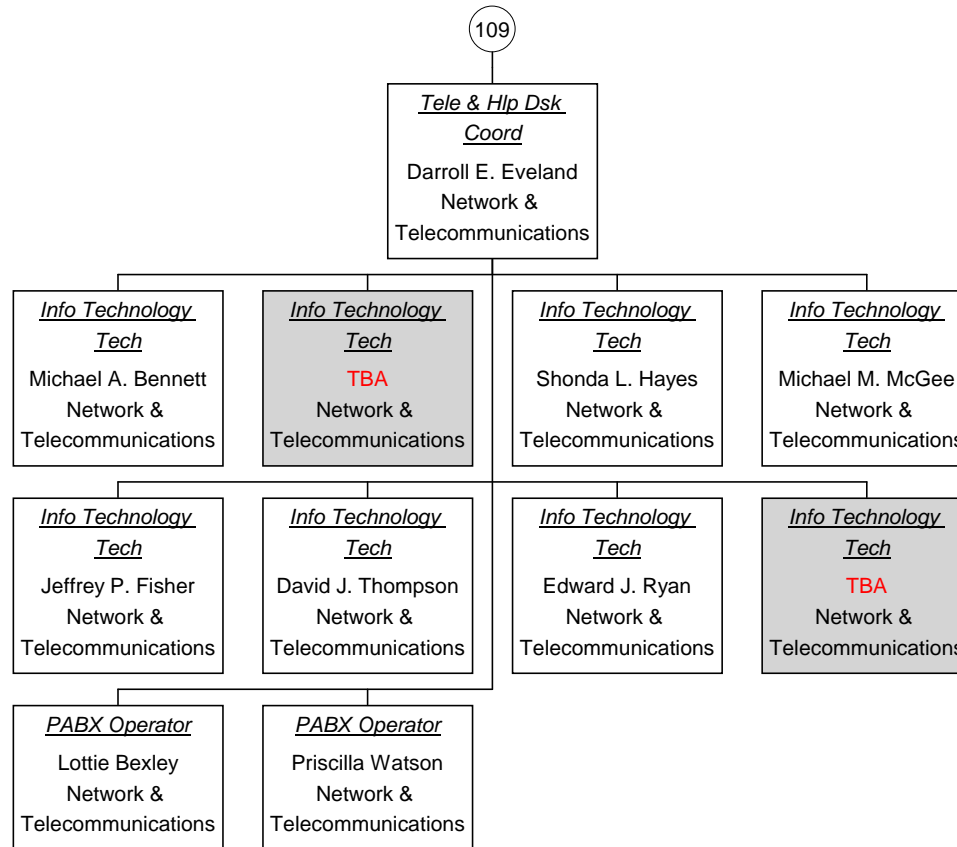 109
Tele & Hlp Dsk
Coord
Darroll E. Eveland
Network &
Telecommunications
Info Technology
Tech
Michael A. Bennett
Network &
Telecommunications
Info Technology
Tech
TBA
Network &
Telecommunications
Info Technology
Tech
Shonda L. Hayes
Network &
Telecommunications
Info Technology
Tech
Michael M. McGee
Network &
Telecommunications
Info Technology
Tech
Jeffrey P. Fisher
Network &
Telecommunications
Info Technology
Tech
David J. Thompson
Network &
Telecommunications
Info Technology
Tech
Edward J. Ryan
Network &
Telecommunications
Info Technology
Tech
TBA
Network &
Telecommunications
PABX Operator
Lottie Bexley
Network &
Telecommunications
PABX Operator
Priscilla Watson
Network &
Telecommunications